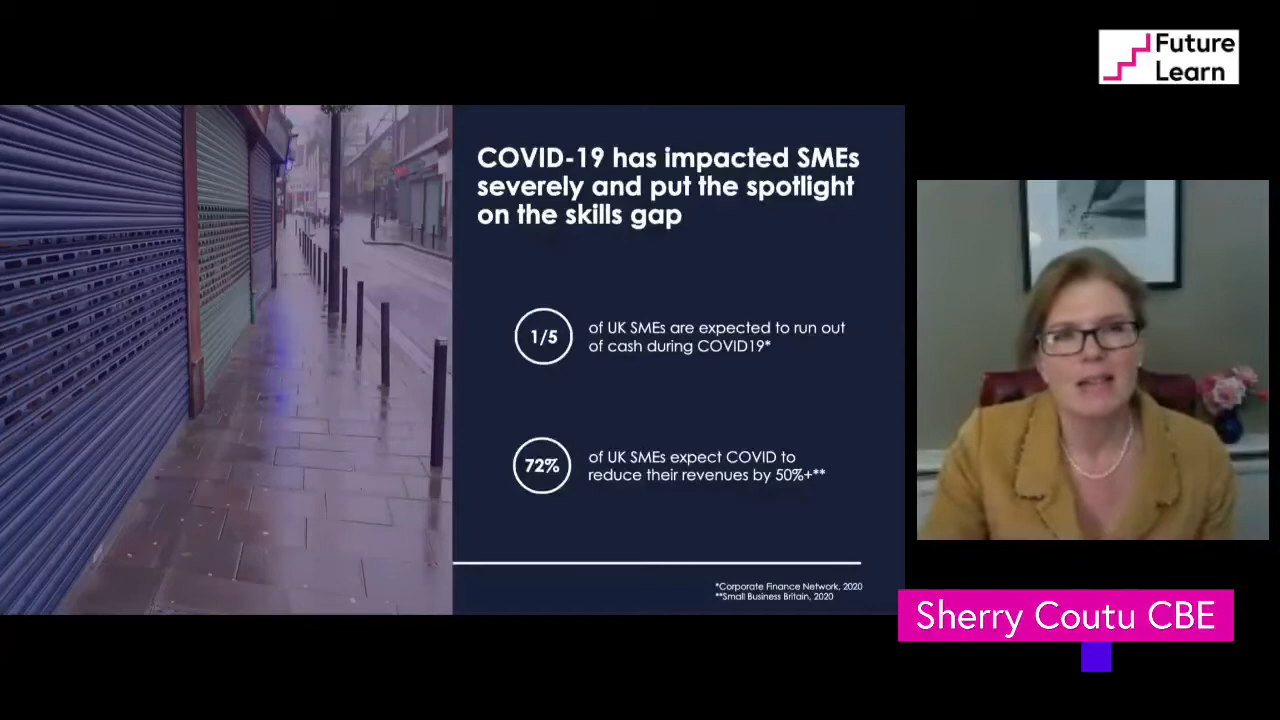 Future
Learn
COVID-19 has impacted SMEs
severely and put the spotlight
on the skills gap
1/5
of UK SMEs are expected to run out
of cash during COVID19*
72%
of UK SMEs expect COVID to
reduce their revenues by 50%+**
*Corporate Finance Network, 2020
**Small Business Britain, 2020
Sherry Coutu CBE